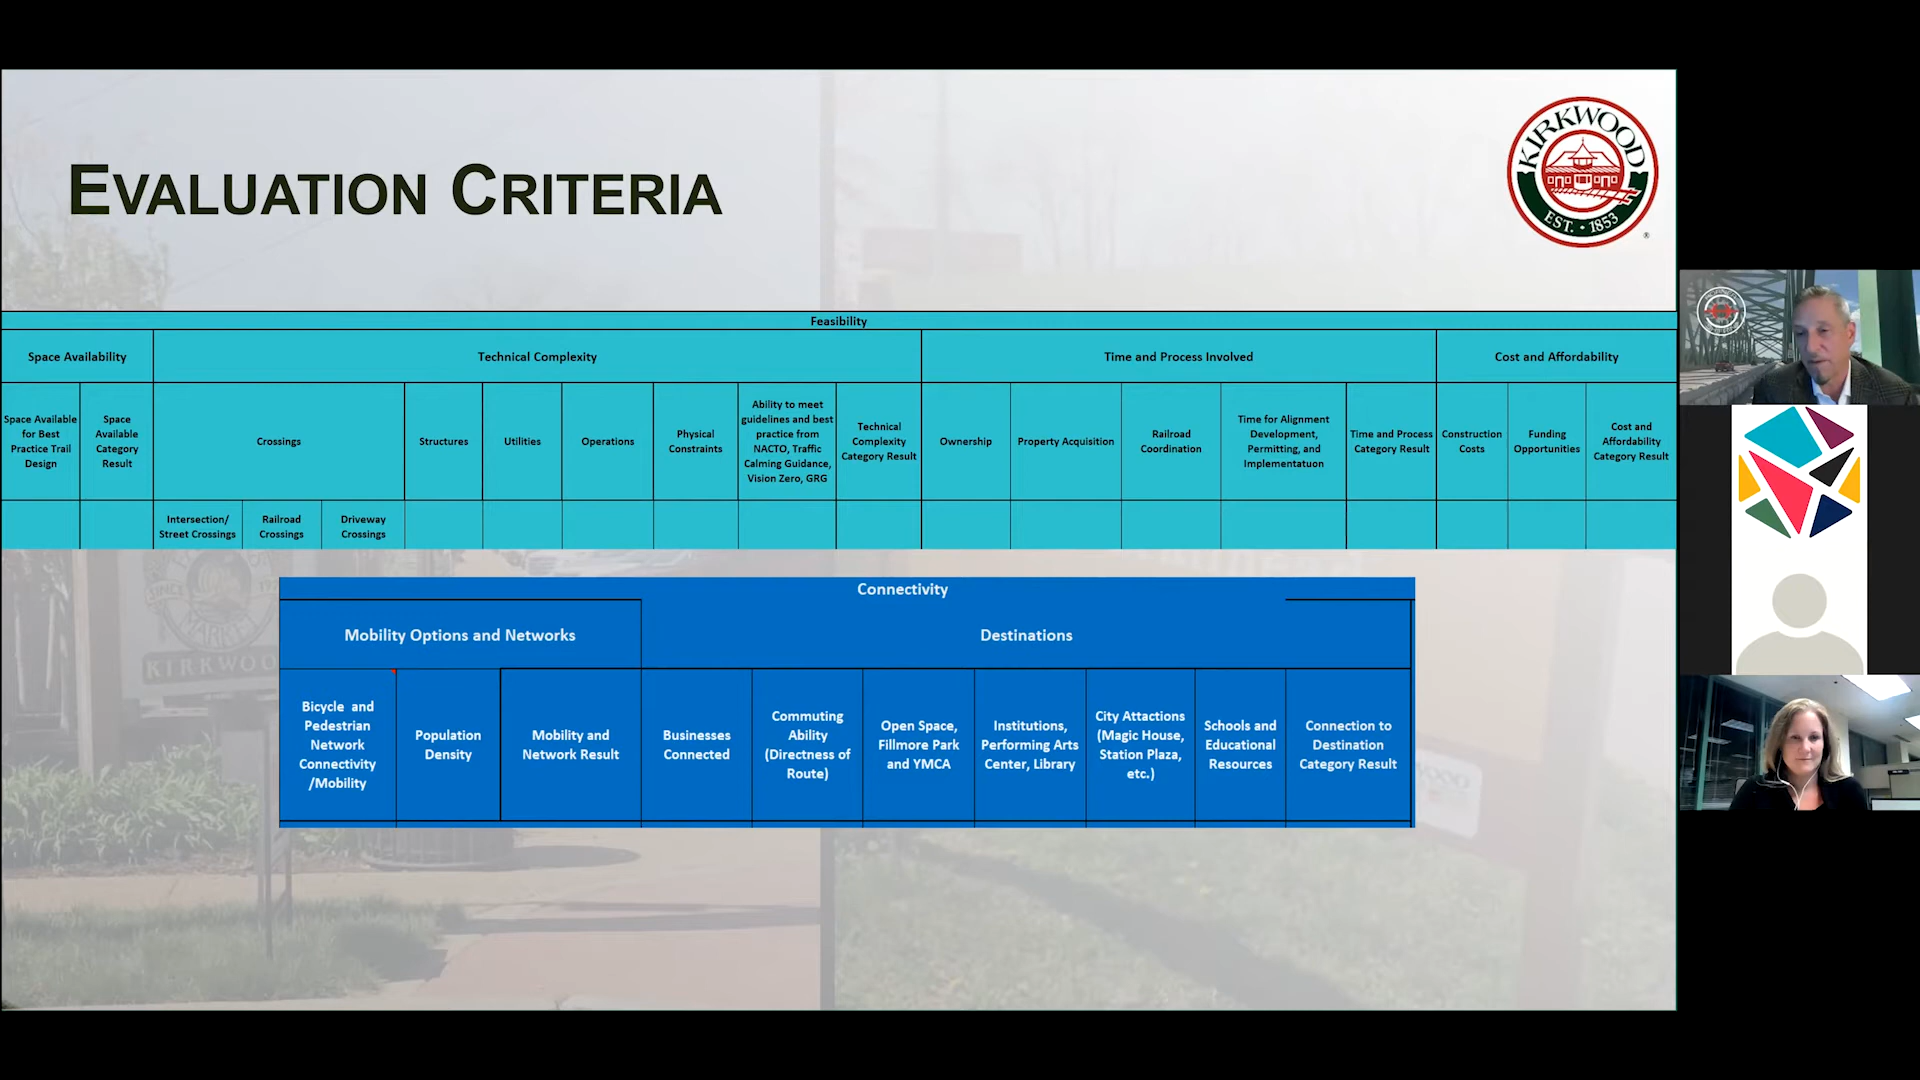 EVALUATION CRITERIA
KIRKWOOD
EST. • 1853
®
Feasibility
Space Availability
Technical Complexity
Time and Process Involved
Cost and Affordability
Space Available
for Best
Practice Trail
Design
Space
Available
Category
Result
Crossings
Structures
Utilities
Operations
Physical
Constraints
Ability to meet
guidelines and best
practice from
NACTO, Traffic
Calming Guidance,
Vision Zero, GRG
Technical
Complexity
Category Result
Ownership
Property Acquisition
Railroad
Coordination
Time for Alignment
Development,
Permitting, and
Implementatuon
Time and Process
Category Result
Construction
Costs
Funding
Opportunities
Cost and
Affordability
Category Result
Intersection/
Street Crossings
Railroad
Crossings
Driveway
Crossings
Connectivity
Mobility Options and Networks
Destinations
Bicycle and
Pedestrian
Network
Connectivity
/Mobility
Population
Density
Mobility and
Network Result
Businesses
Connected
Commuting
Ability
(Directness of
Route)
Open Space,
Fillmore Park
and YMCA
Institutions,
Performing Arts
Center, Library
City Attactions
(Magic House,
Station Plaza,
etc.)
Schools and
Educational
Resources
Connection to
Destination
Category Result
SINCE
MARKET
KIRKWOO